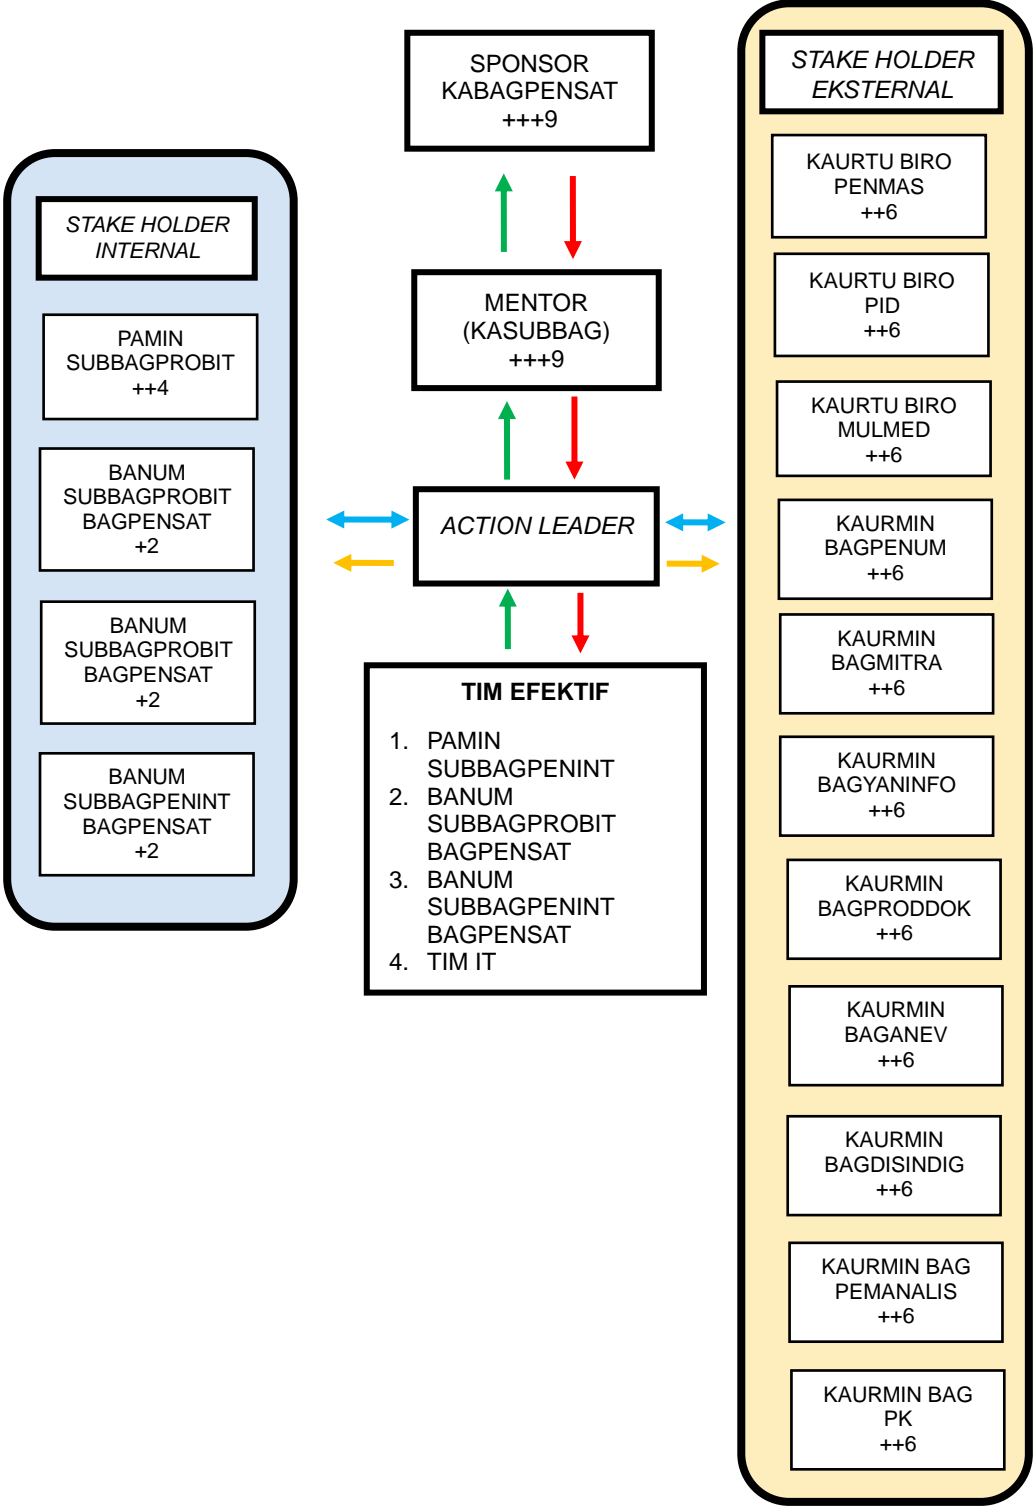 SPONSOR
KABAGPENSAT
+++9
MENTOR
(KASUBBAG)
+++9
ACTION LEADER
TIM EFEKTIF
1. PAMIN
SUBBAGPENINT
2. BANUM
SUBBAGPROBIT
BAGPENSAT
3. BANUM
SUBBAGPENINT
BAGPENSAT
4. TIM IT
STAKE HOLDER
INTERNAL
PAMIN
SUBBAGPROBIT
++4
BANUM
SUBBAGPROBIT
BAGPENSAT
+2
BANUM
SUBBAGPROBIT
BAGPENSAT
+2
BANUM
SUBBAGPENINT
BAGPENSAT
+2
STAKE HOLDER
EKSTERNAL
KAURTU BIRO
PENMAS
++6
KAURTU BIRO
PID
++6
KAURTU BIRO
MULMED
++6
KAURMIN
BAGPENUM
++6
KAURMIN
BAGMITRA
++6
KAURMIN
BAGYANINFO
++6
KAURMIN
BAGPRODDOK
++6
KAURMIN
BAGANEV
++6
KAURMIN
BAGDISINDIG
++6
KAURMIN BAG
PEMANALIS
++6
KAURMIN BAG
PK
++6